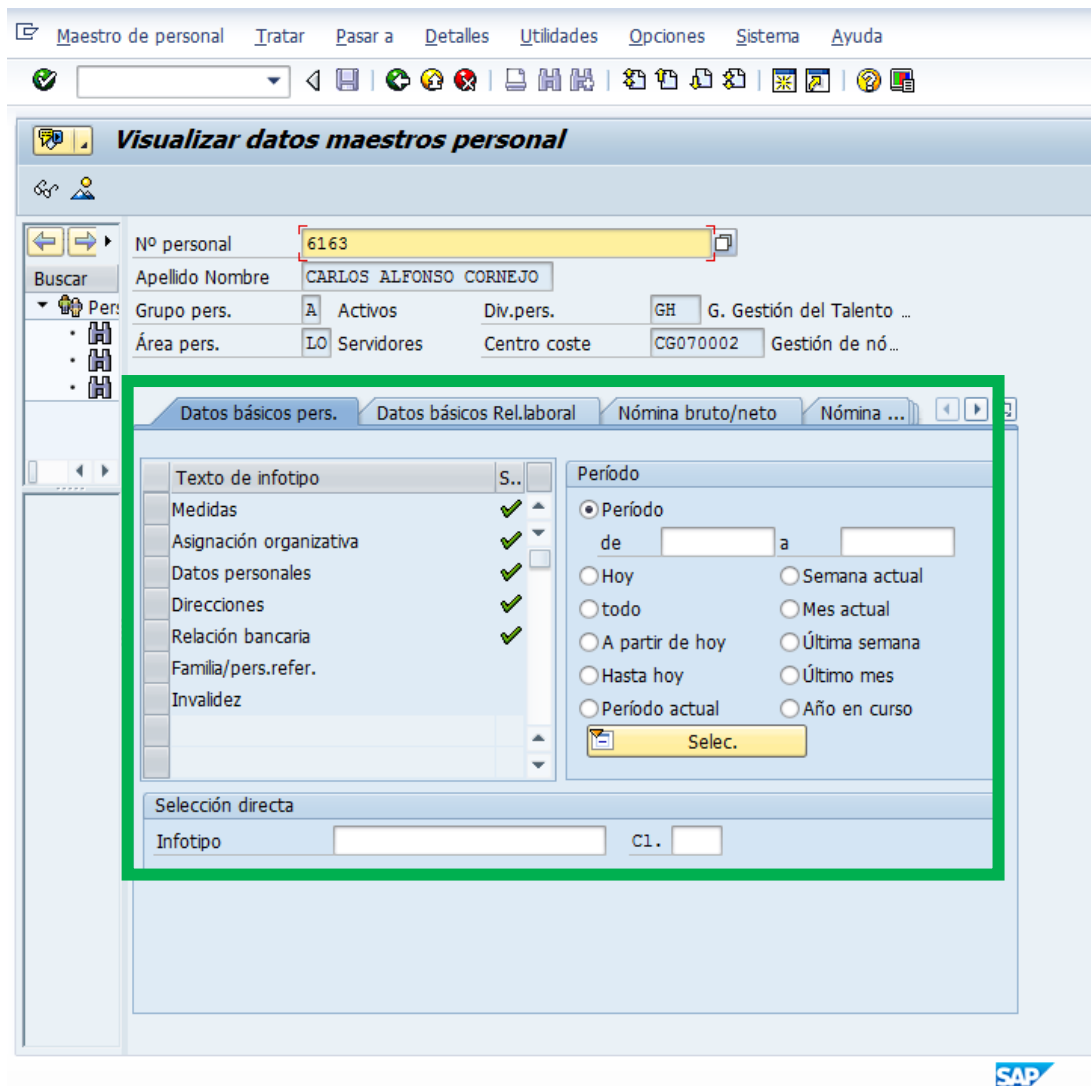 Maestro de personal Tratar Pasar a Detalles Utilidades Opciones Sistema Ayuda
Visualizar datos maestros personal
Nº personal 6163
Buscar Apellido Nombre CARLOS ALFONSO CORNEJO
Pers Grupo pers. A Activos Div.pers. GH G. Gestión del Talento ...
Área pers. LO Servidores Centro coste CG070002 Gestión de nó...
Datos básicos pers. Datos básicos Rel.laboral Nómina bruto/neto Nómina ...
Texto de infotipo S..
Medidas
Asignación organizativa
Datos personales
Direcciones
Relación bancaria
Familia/pers.refer.
Invalidez
Período
Período
de a
Hoy Semana actual
todo Mes actual
A partir de hoy Última semana
Hasta hoy Último mes
Período actual Año en curso
Selec.
Selección directa
Infotipo Cl.
SAP